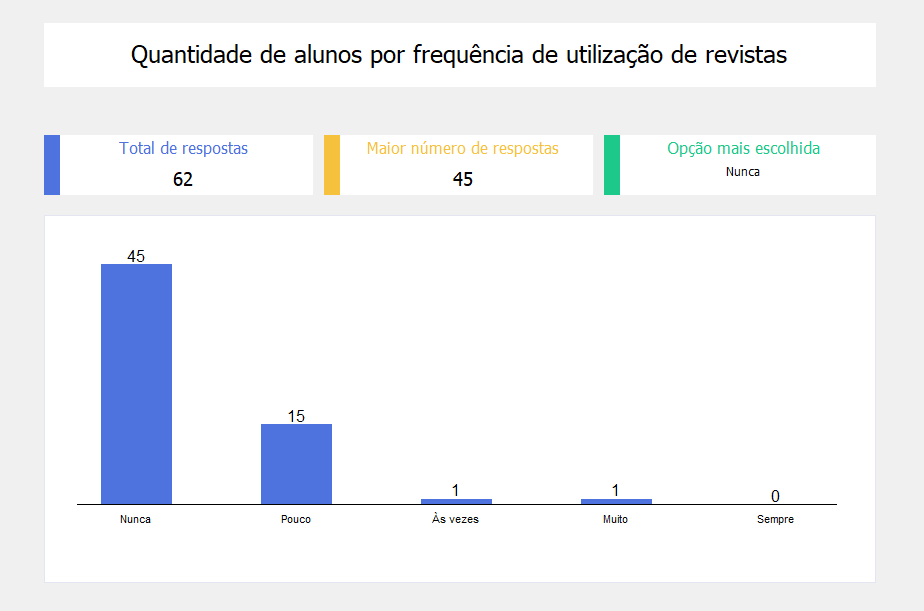 Quantidade de alunos por frequência de utilização de revistas
Total de respostas
62
Maior número de respostas
45
Opção mais escolhida
Nunca
45
15
1
1
0
Nunca
Pouco
Às vezes
Muito
Sempre